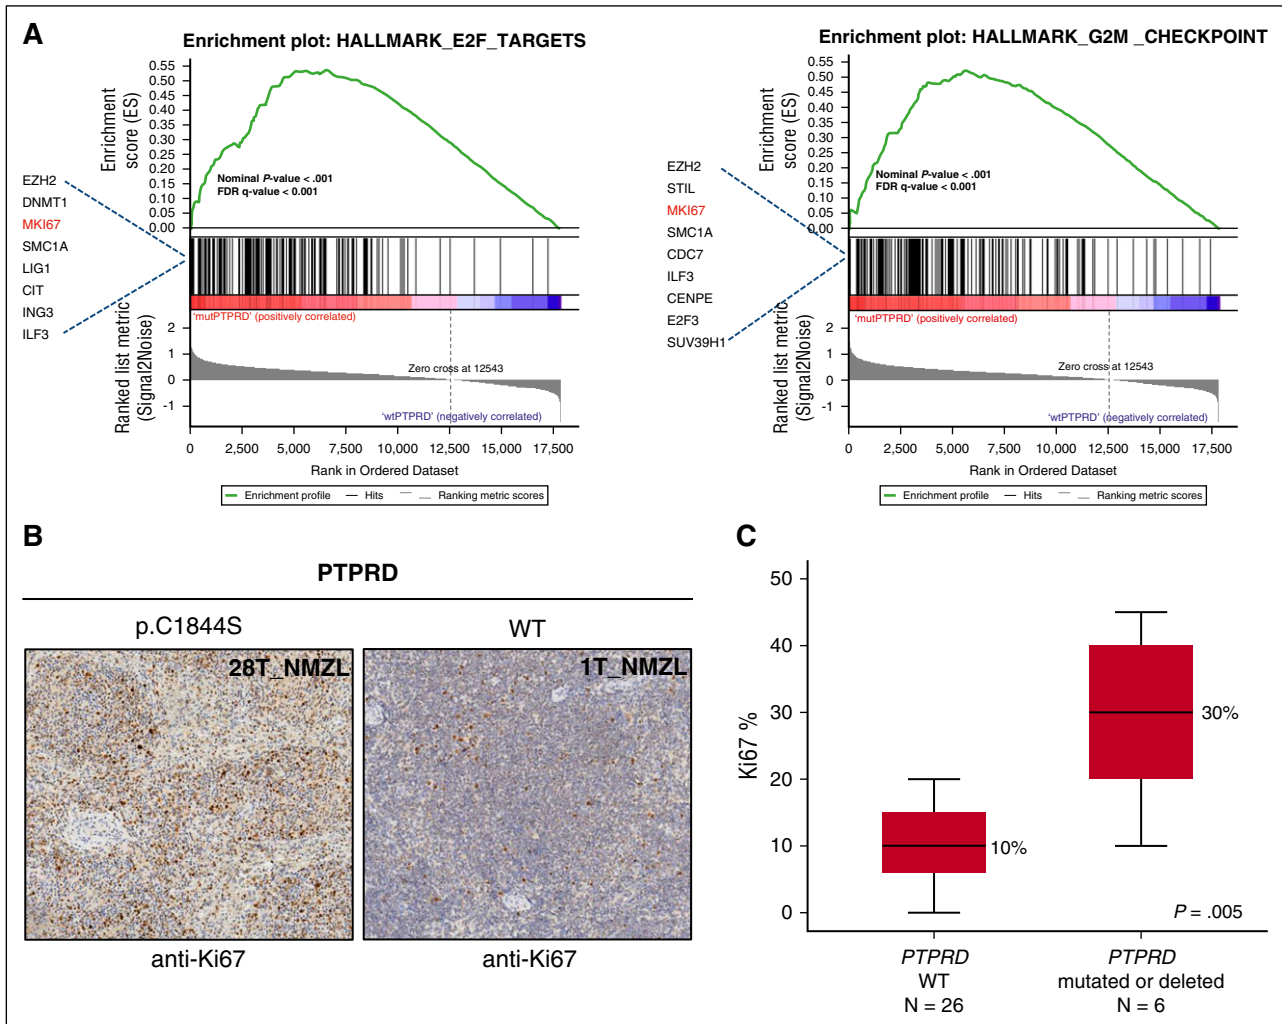 A
Enrichment plot: HALLMARK_E2F_TARGETS
Enrichment score (ES)
0.55
0.50
0.45
0.40
0.35
0.30
0.25
0.20
0.15
0.10
0.05
0.00
Nominal P-value < .001
FDR q-value < 0.001
EZH2
DNMT1
MKI67
SMC1A
LIG1
CIT
ING3
ILF3
'mutPTPRD' (positively correlated)
Ranked list metric (Signal2Noise)
2
1
0
-1
Zero cross at 12543
'wtPTPRD' (negatively correlated)
0 2,500 5,000 7,500 10,000 12,500 15,000 17,500
Rank in Ordered Dataset
Enrichment profile Hits Ranking metric scores
Enrichment plot: HALLMARK_G2M _CHECKPOINT
Enrichment score (ES)
0.55
0.50
0.45
0.40
0.35
0.30
0.25
0.20
0.15
0.10
0.05
0.00
Nominal P-value < .001
FDR q-value < 0.001
EZH2
STIL
MKI67
SMC1A
CDC7
ILF3
CENPE
E2F3
SUV39H1
'mutPTPRD' (positively correlated)
Ranked list metric (Signal2Noise)
2
1
0
-1
Zero cross at 12543
'wtPTPRD' (negatively correlated)
0 2,500 5,000 7,500 10,000 12,500 15,000 17,500
Rank in Ordered Dataset
Enrichment profile Hits Ranking metric scores
B
PTPRD
p.C1844S
WT
28T_NMZL
1T_NMZL
anti-Ki67
anti-Ki67
C
Ki67 %
50
40
30
20
10
0
10%
30%
P = .005
PTPRD
WT
N = 26
PTPRD
mutated or deleted
N = 6